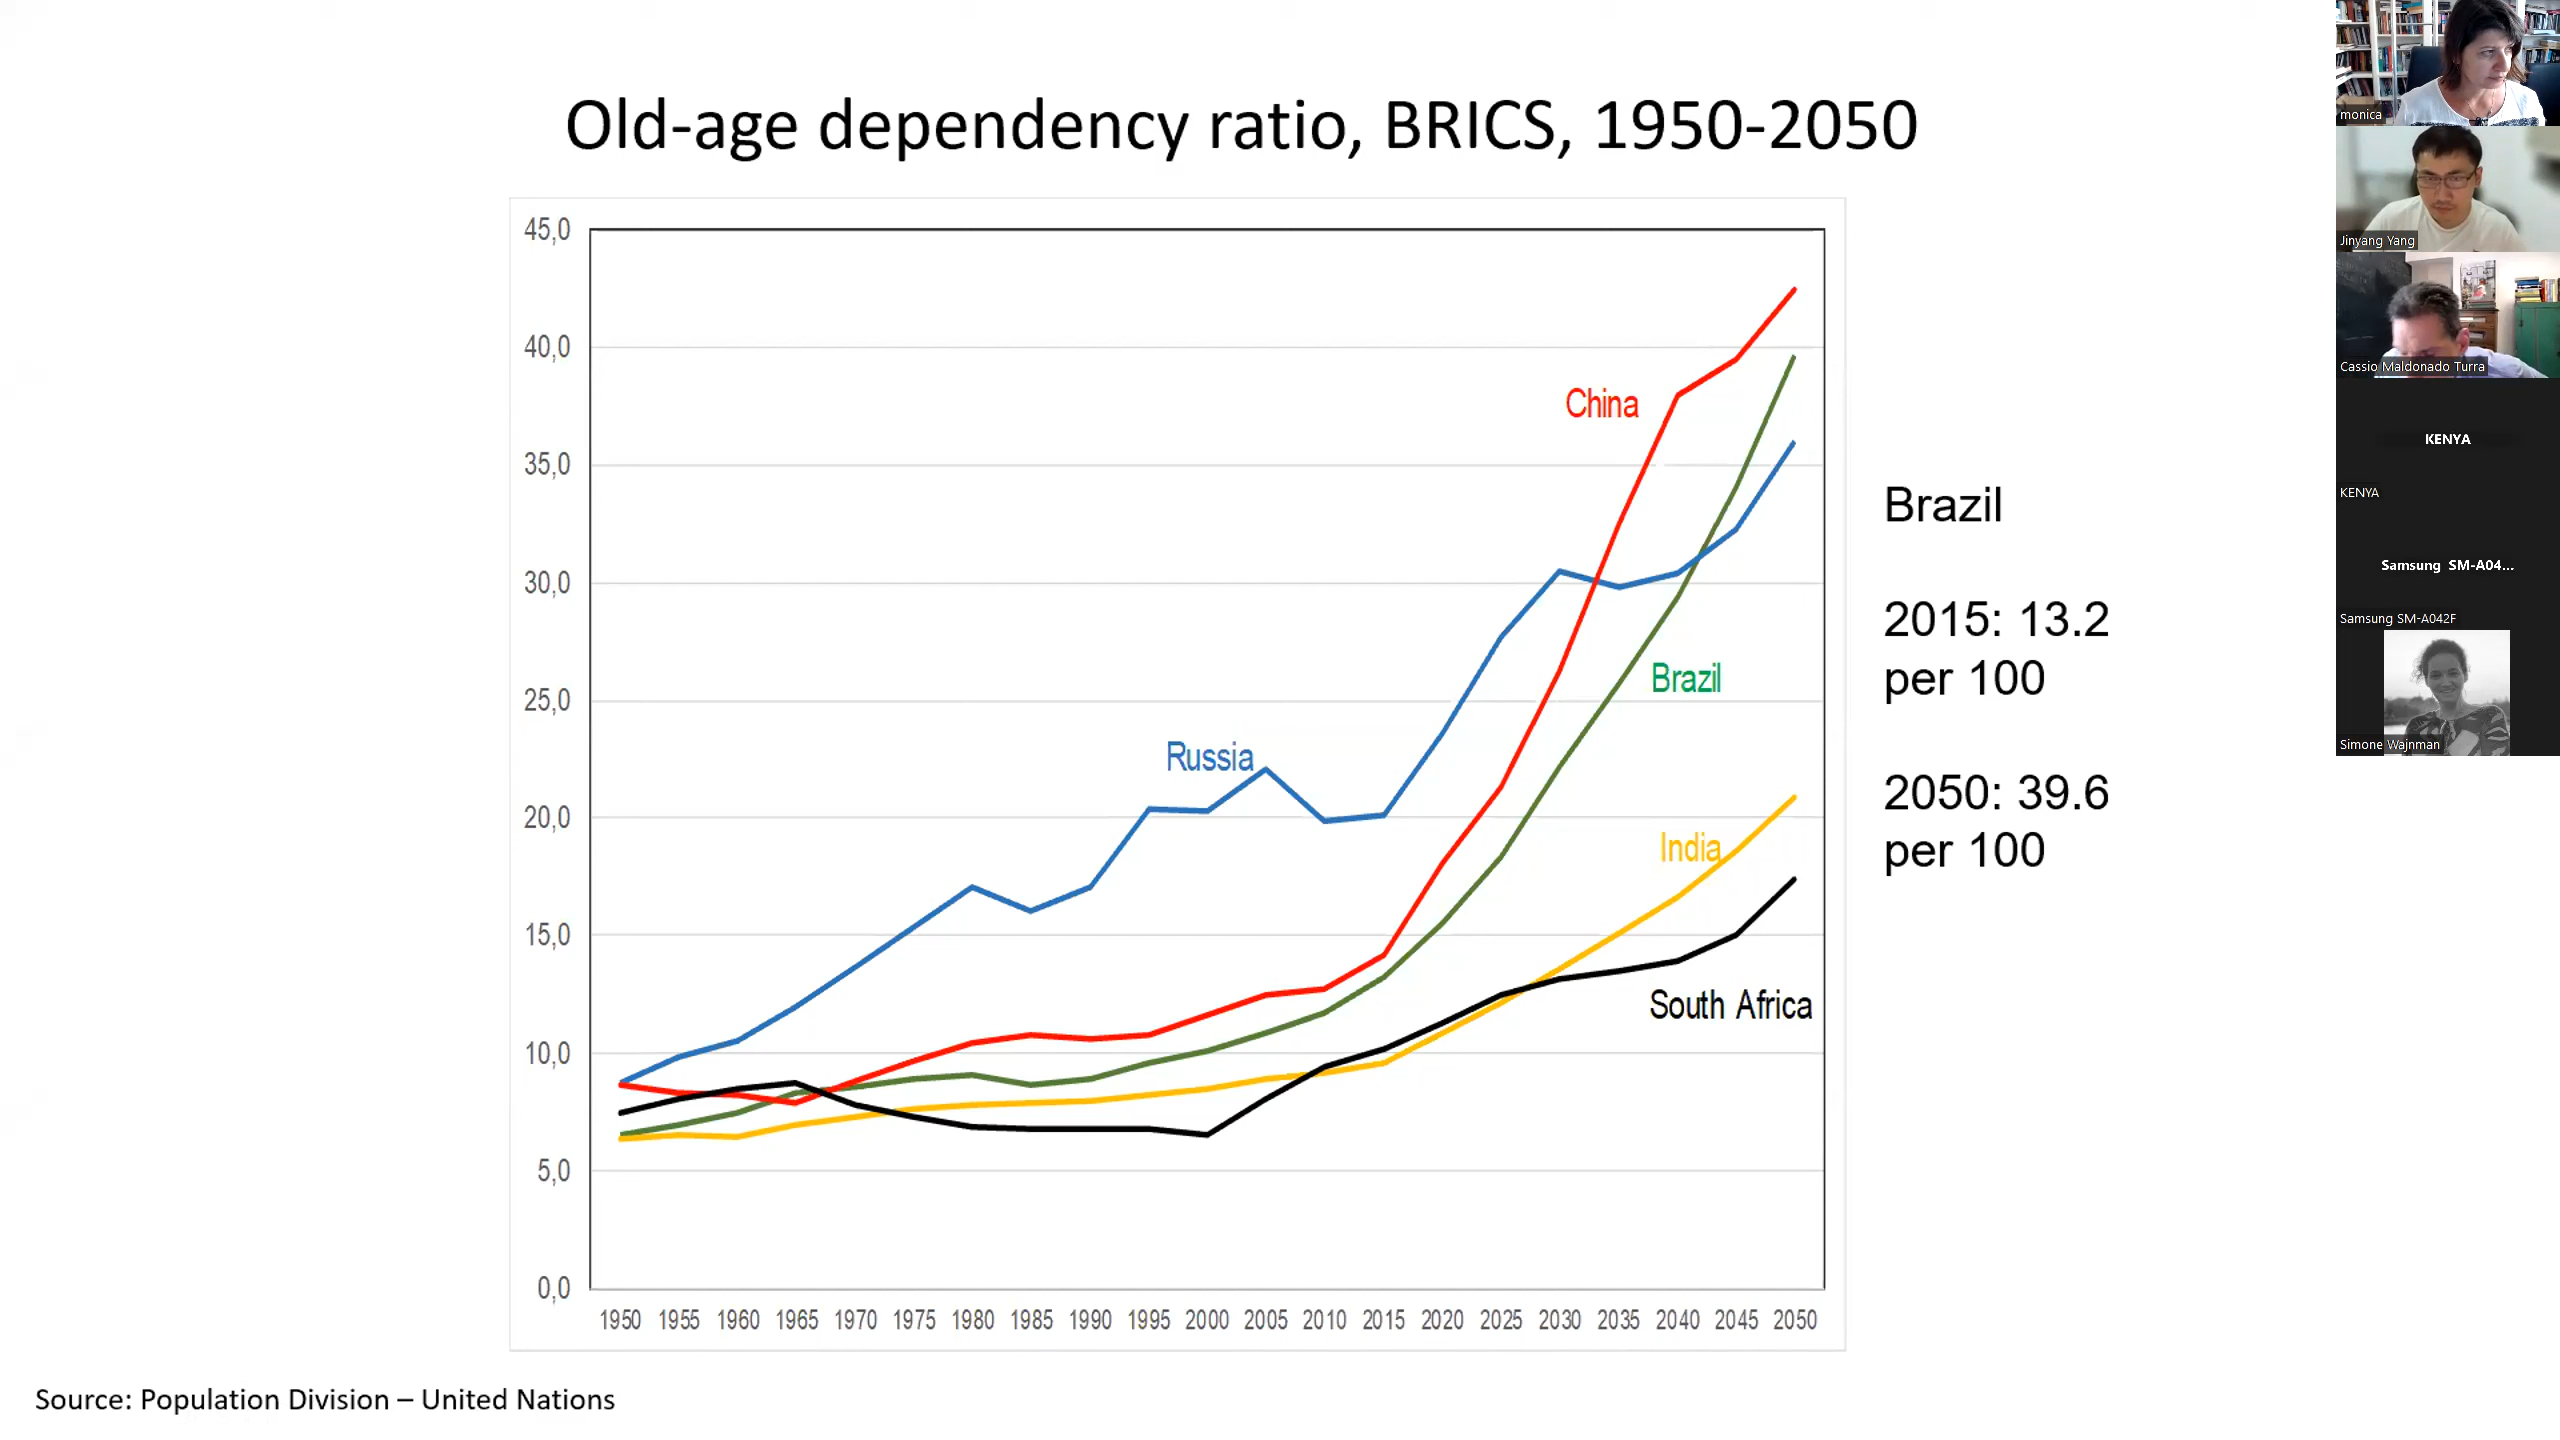 Old-age dependency ratio, BRICS, 1950-2050
45,0
40,0
35,0
30,0
25,0
20,0
15,0
10,0
5,0
0,0
China
Brazil
Russia
India
South Africa
1950 1955 1960 1965 1970 1975 1980 1985 1990 1995 2000 2005 2010 2015 2020 2025 2030 2035 2040 2045 2050
Brazil
2015: 13.2
per 100
2050: 39.6
per 100
Source: Population Division – United Nations
monica
Jinyang Yang
Cassio Maldonado Turra
KENYA
KENYA
Samsung SM-A04...
Samsung SM-A042F
Simone Wajnman